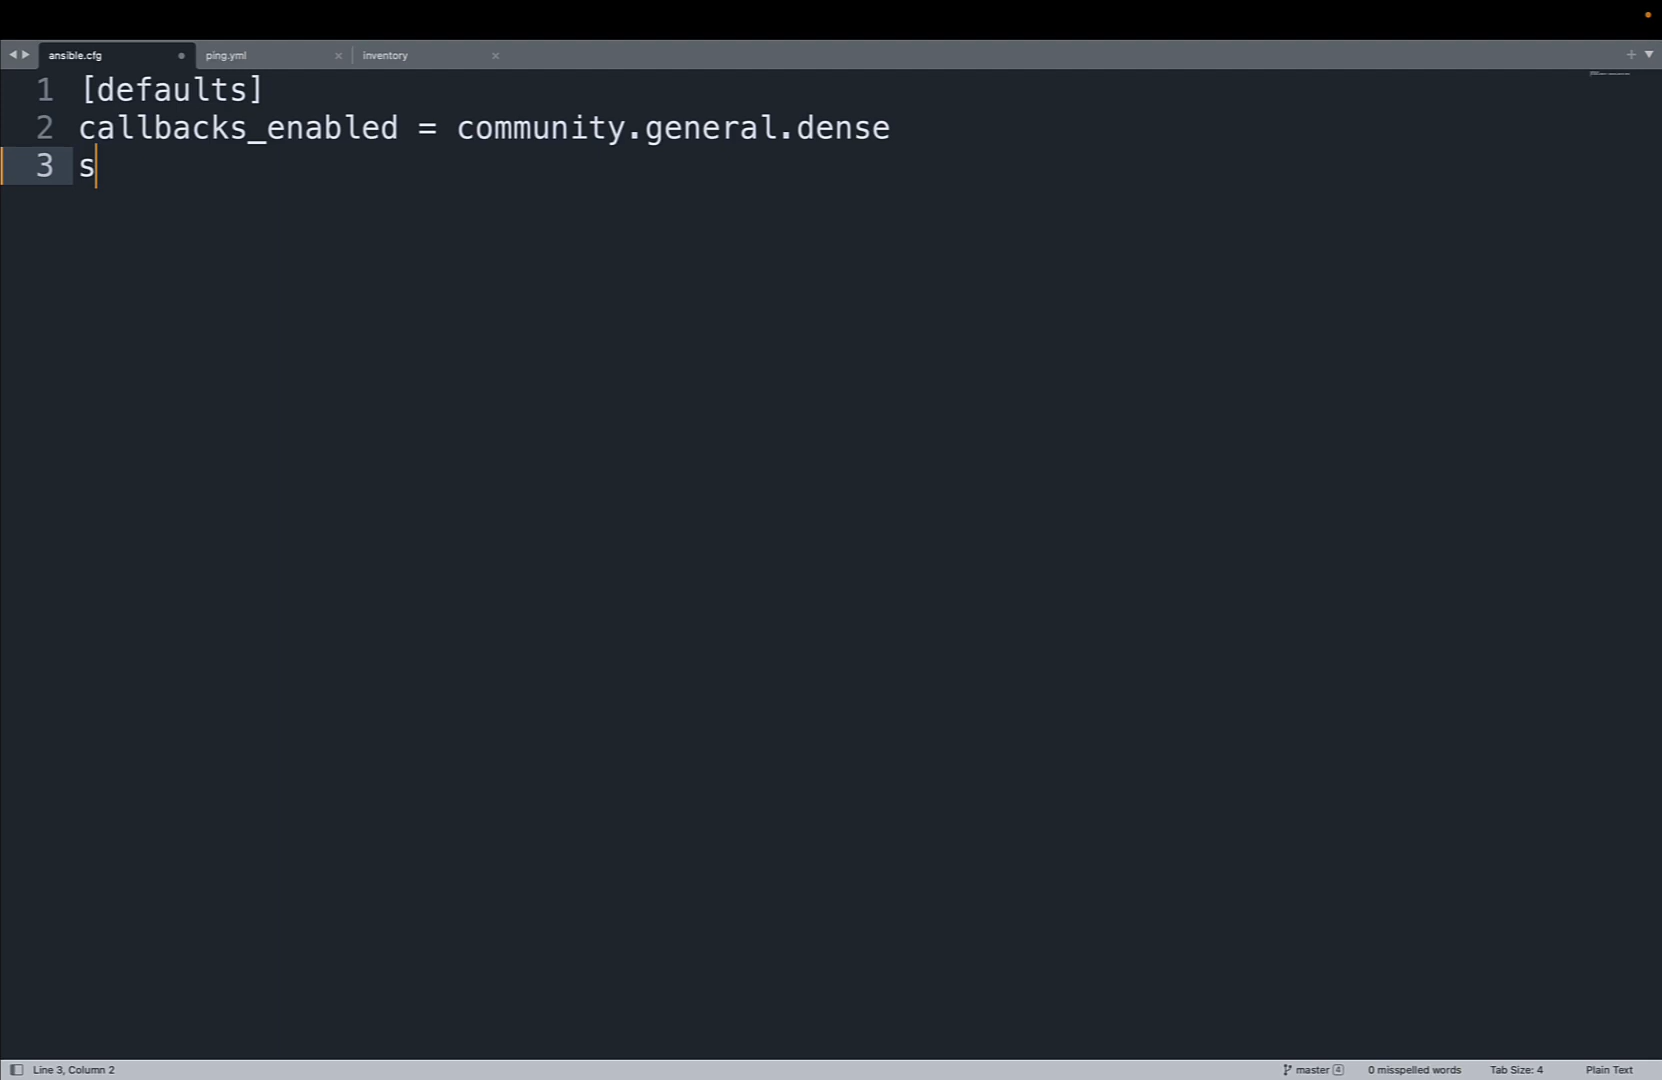 ansible.cfg
ping.yml
inventory
1 [defaults]
2 callbacks_enabled = community.general.dense
3 s
Line 3, Column 2
master 4
0 misspelled words
Tab Size: 4
Plain Text